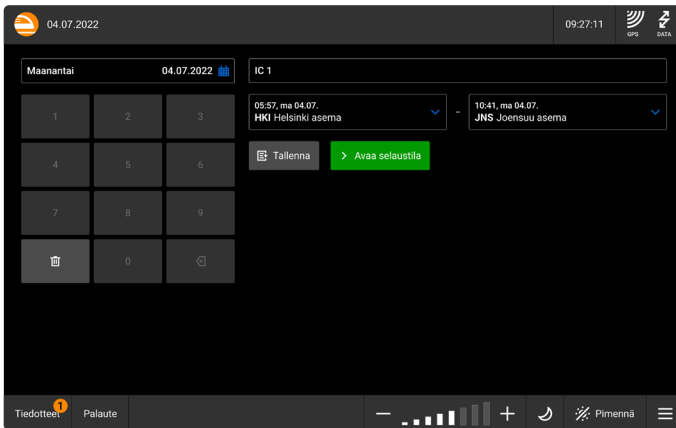 04.07.2022
09:27:11
GPS
DATA
Maanantai 04.07.2022
IC 1
1 2 3
4 5 6
7 8 9
0
05:57, ma 04.07.
HKI Helsinki asema
-
10:41, ma 04.07.
JNS Joensuu asema
Tallenna
Avaa selaustila
Tiedotteet 1
Palaute
Pimennä